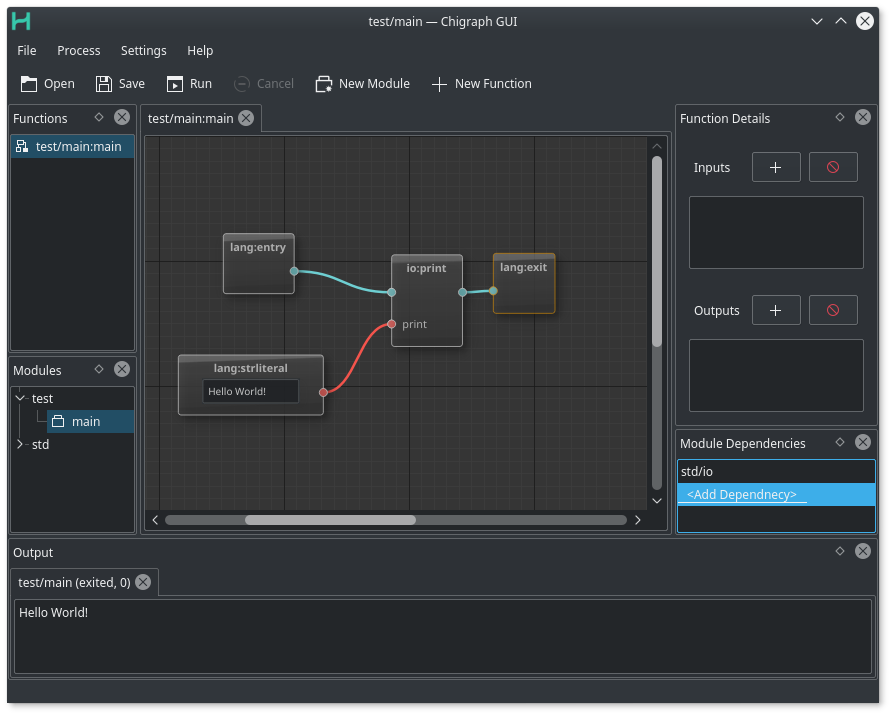 test/main — Chigraph GUI
File Process Settings Help
Open Save Run Cancel New Module New Function
Functions
test/main:main
Modules
test
main
std
test/main:main
lang:entry
io:print
print
lang:exit
lang:strliteral
Hello World!
Function Details
Inputs
Outputs
Module Dependencies
std/io
<Add Dependnecy>
Output
test/main (exited, 0)
Hello World!